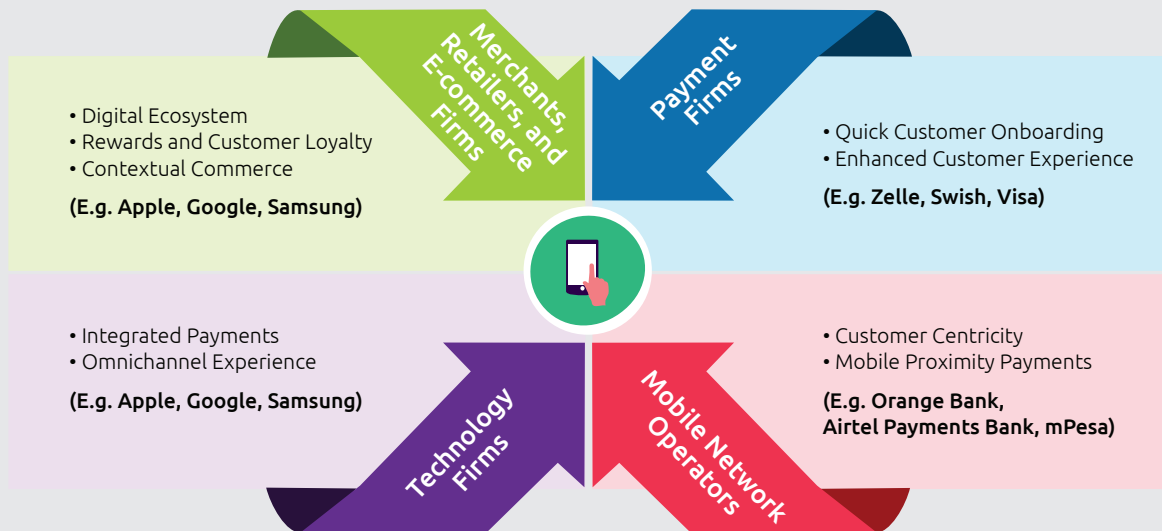 Merchants,
Retailers, and
E-commerce
Firms
• Digital Ecosystem
• Rewards and Customer Loyalty
• Contextual Commerce
(E.g. Apple, Google, Samsung)
Payment
Firms
• Quick Customer Onboarding
• Enhanced Customer Experience
(E.g. Zelle, Swish, Visa)
• Integrated Payments
• Omnichannel Experience
(E.g. Apple, Google, Samsung)
Technology
Firms
Mobile Network
Operators
• Customer Centricity
• Mobile Proximity Payments
(E.g. Orange Bank,
Airtel Payments Bank, mPesa)